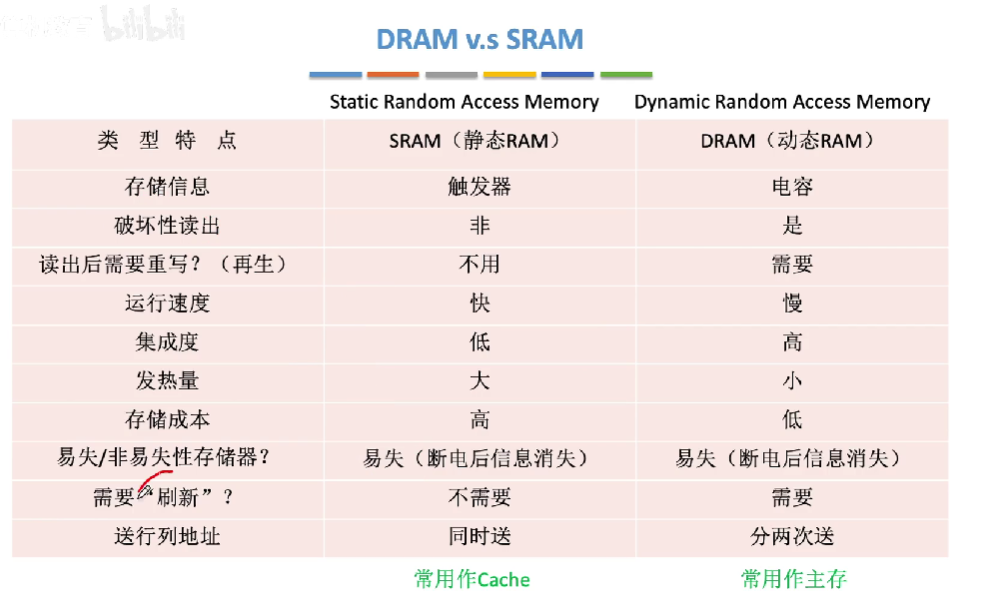 bilibili
DRAM v.s SRAM
Static Random Access Memory Dynamic Random Access Memory
类 型 特 点 SRAM（静态RAM） DRAM（动态RAM）
存储信息 触发器 电容
破坏性读出 非 是
读出后需要重写？（再生） 不用 需要
运行速度 快 慢
集成度 低 高
发热量 大 小
存储成本 高 低
易失/非易失性存储器？ 易失（断电后信息消失） 易失（断电后信息消失）
需要“刷新”？ 不需要 需要
送行列地址 同时送 分两次送
常用作Cache 常用作主存